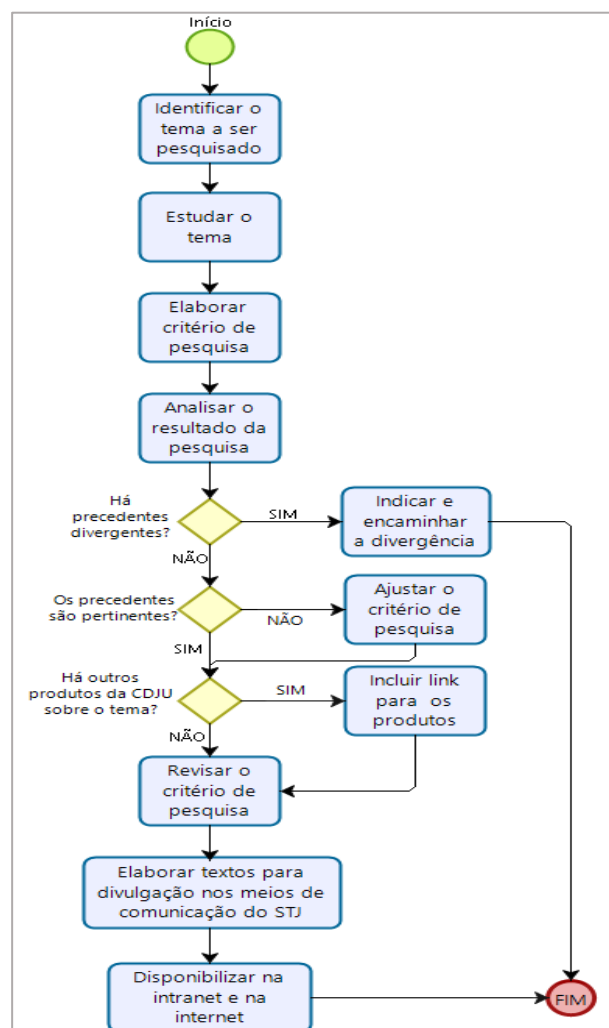 Início
Identificar o
tema a ser
pesquisado
Estudar o
tema
Elaborar
critério de
pesquisa
Analisar o
resultado da
pesquisa
Há
precedentes
divergentes?
SIM
Indicar e
encaminhar
a divergência
NÃO
Os precedentes
são pertinentes?
NÃO
Ajustar o
critério de
pesquisa
SIM
Há outros
produtos da CDJU
sobre o tema?
SIM
Incluir link
para os
produtos
NÃO
Revisar o
critério de
pesquisa
Elaborar textos para
divulgação nos meios de
comunicação do STJ
Disponibilizar na
intranet e na
internet
FIM